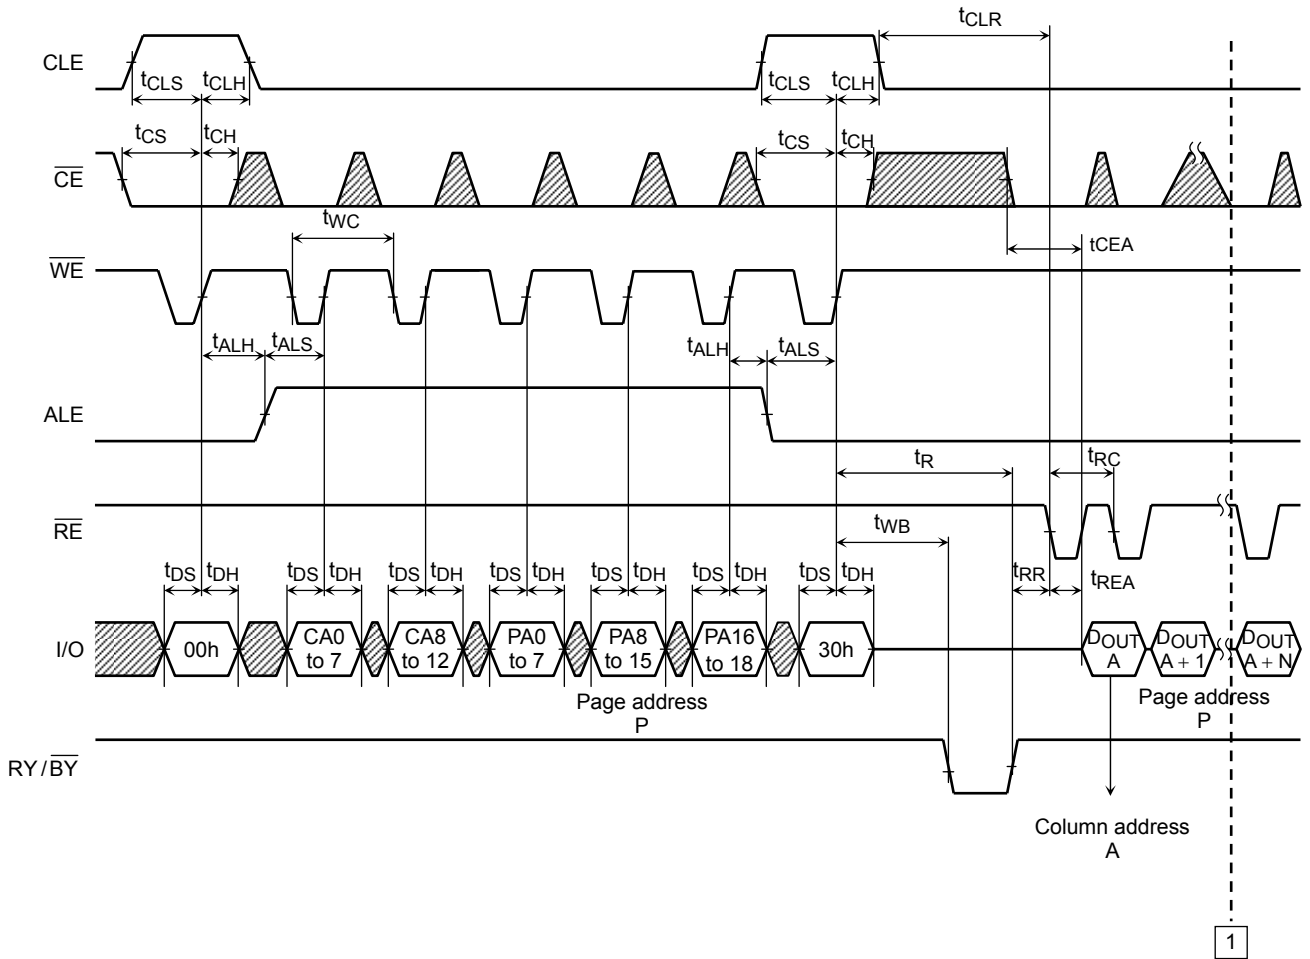 tCLR
CLE
tCLS tCLH tCLS tCLH
tCS tCH tCS tCH
CE
tWC
tCEA
WE
tALH tALS tALH tALS
ALE
tR tRC
RE
tWB
tDS tDH tDS tDH tDS tDH tDS tDH tDS tDH tDS tDH tDS tDH tRR tREA
I/O 00h CA0 to 7 CA8 to 12 PA0 to 7 PA8 to 15 PA16 to 18 30h DOUT A DOUT A + 1 DOUT A + N
Page address P
Page address P
RY/BY
Column address
A
1